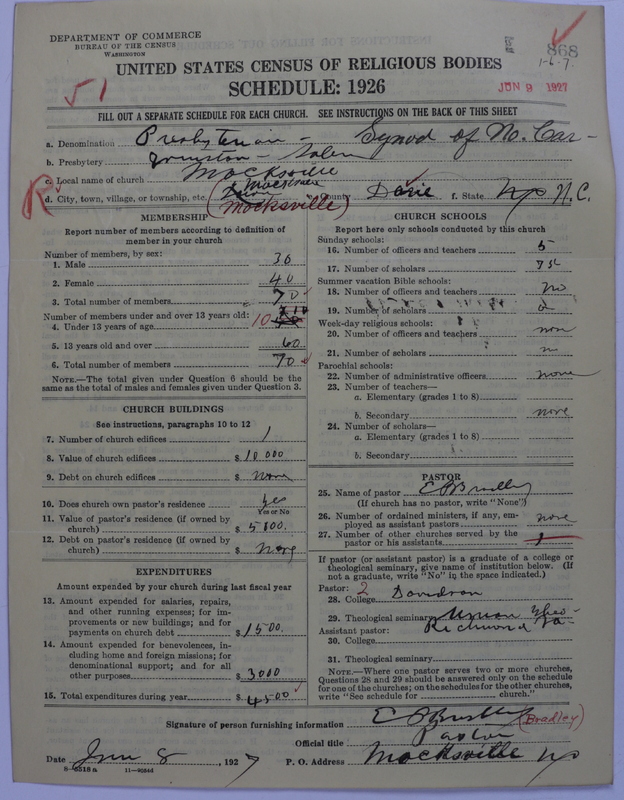 DEPARTMENT OF COMMERCE
BUREAU OF THE CENSUS
WASHINGTON
868
1-6-7
UNITED STATES CENSUS OF RELIGIOUS BODIES
SCHEDULE: 1926
JUN 9 1927
√1
FILL OUT A SEPARATE SCHEDULE FOR EACH CHURCH. SEE INSTRUCTIONS ON THE BACK OF THIS SHEET
a. Denomination Presbyterian - Synod of No. Car-
b. Presbytery Winston-Salem
c. Local name of church Mocksville
d. City, town, village, or township, etc. (Mocksville) e. County Davie f. State N.C.
R
MEMBERSHIP
Report number of members according to definition of
member in your church
Number of members, by sex:
1. Male 30
2. Female 40
3. Total number of members 70
Number of members under and over 13 years old:
4. Under 13 years of age 10
5. 13 years old and over 60
6. Total number of members 70
NOTE.—The total given under Question 6 should be the
same as the total of males and females given under Question 3.
CHURCH BUILDINGS
See instructions, paragraphs 10 to 12
7. Number of church edifices 1
8. Value of church edifices $ 10000
9. Debt on church edifices $ none
10. Does church own pastor's residence yes
Yes or No
11. Value of pastor's residence (if owned by
church) $ 5000.
12. Debt on pastor's residence (if owned by
church) $ none
EXPENDITURES
Amount expended by your church during last fiscal year
13. Amount expended for salaries, repairs,
and other running expenses; for im-
provements or new buildings; and for
payments on church debt $ 1500.
14. Amount expended for benevolences, in-
cluding home and foreign missions; for
denominational support; and for all
other purposes $ 3000
15. Total expenditures during year $ 4500
CHURCH SCHOOLS
Report here only schools conducted by this church
Sunday schools:
16. Number of officers and teachers 5
17. Number of scholars 75
Summer vacation Bible schools:
18. Number of officers and teachers no
19. Number of scholars
Week-day religious schools:
20. Number of officers and teachers none
21. Number of scholars
Parochial schools:
22. Number of administrative officers none
23. Number of teachers—
a. Elementary (grades 1 to 8)
b. Secondary none
24. Number of scholars—
a. Elementary (grades 1 to 8)
b. Secondary
PASTOR
25. Name of pastor E P Bradley
(If church has no pastor, write "None")
26. Number of ordained ministers, if any, em-
ployed as assistant pastors none
27. Number of other churches served by the
pastor or his assistants
If pastor (or assistant pastor) is a graduate of a college or
theological seminary, give name of institution below. (If
not a graduate, write "No" in the space indicated.)
Pastor: 2
28. College Davidson
29. Theological seminary Union Theo-
Assistant pastor: Richmond Va.
30. College
31. Theological seminary
NOTE.—Where one pastor serves two or more churches,
Questions 28 and 29 should be answered only on the schedule
for one of the churches; on the schedules for the other churches,
write "See schedule for ________ church."
Signature of person furnishing information E P Bradley (Bradley)
Official title Pastor
Date June 8, 1927 P. O. Address Mocksville NC
8-5518 a 11-9084d